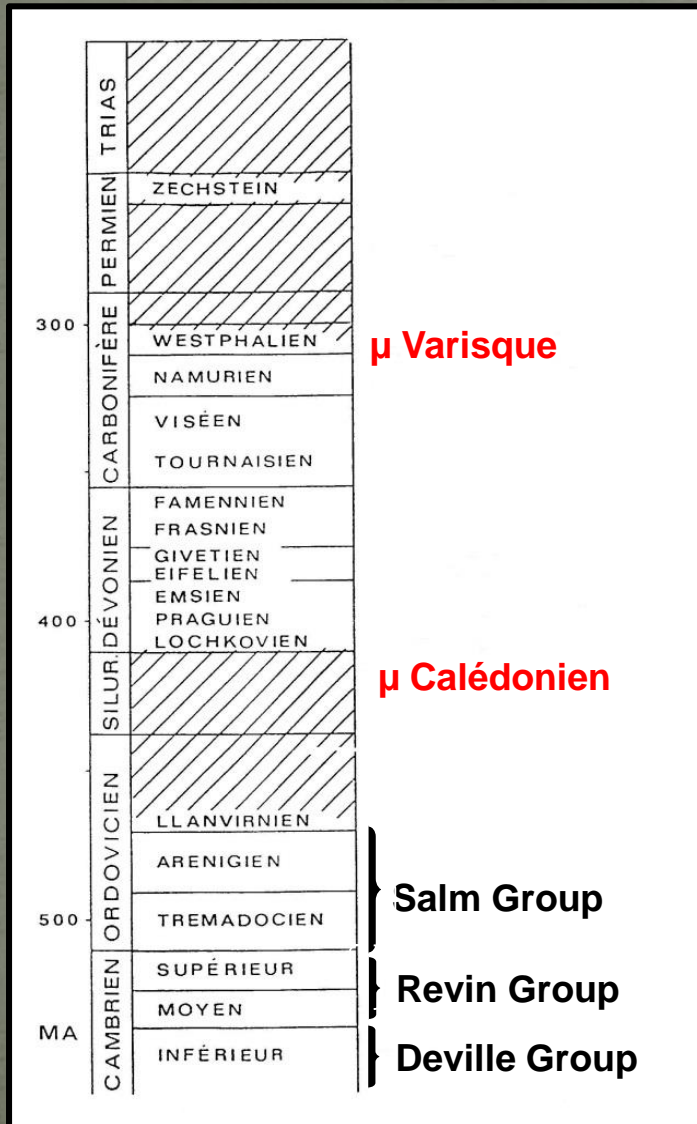 TRIAS
PERMIEN
ZECHSTEIN
CARBONIFÈRE
300
WESTPHALIEN
µ Varisque
NAMURIEN
VISÉEN
TOURNAISIEN
DÉVONIEN
FAMENNIEN
FRASNIEN
GIVETIEN
EIFELIEN
EMSIEN
400
PRAGUIEN
LOCHKOVIEN
SILUR.
µ Calédonien
ORDOVICIEN
LLANVIRNIEN
ARENIGIEN
Salm Group
500
TREMADOCIEN
CAMBRIEN
SUPÉRIEUR
Revin Group
MOYEN
MA
INFÉRIEUR
Deville Group